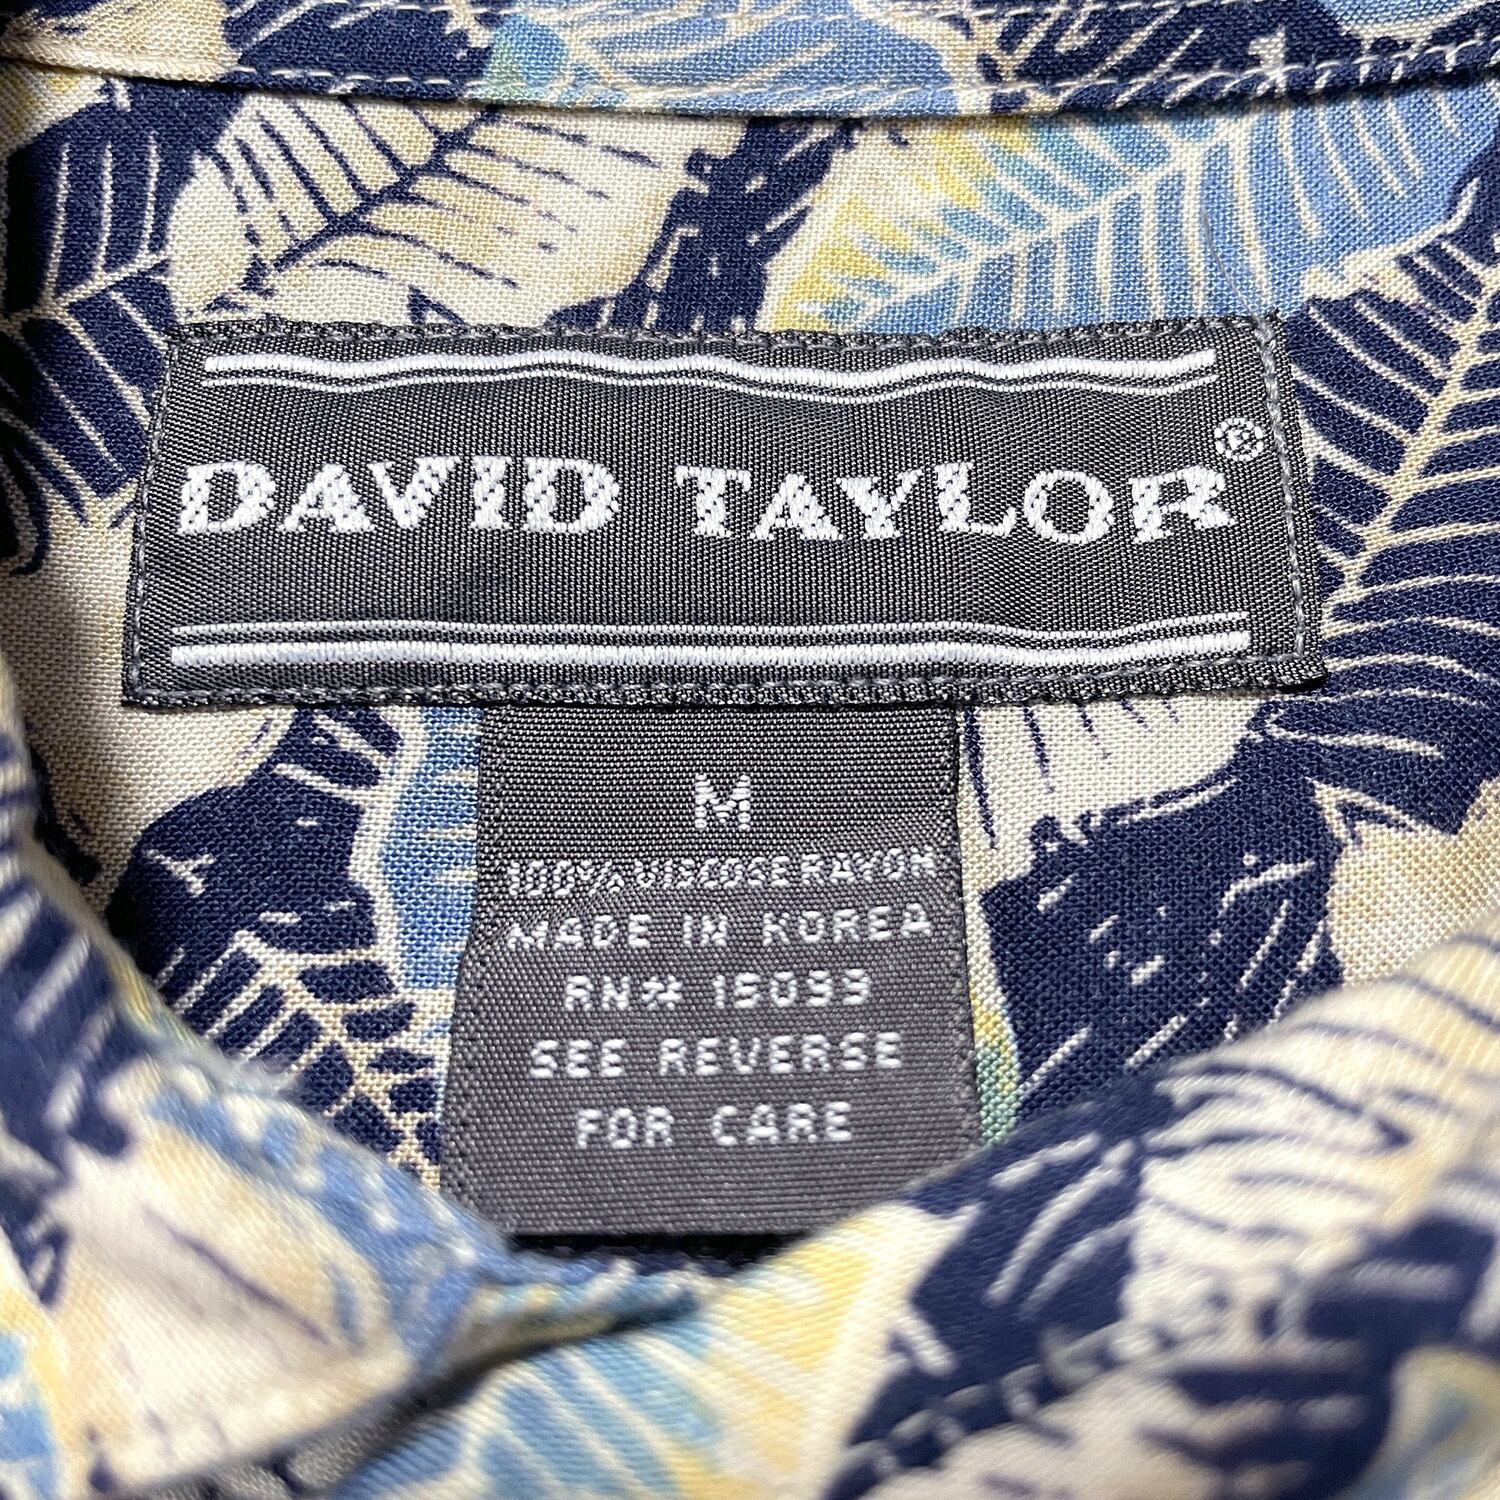 DAVID TAYLOR®
M
100% VISCOSE RAYON
MADE IN KOREA
RN# 15099
SEE REVERSE
FOR CARE